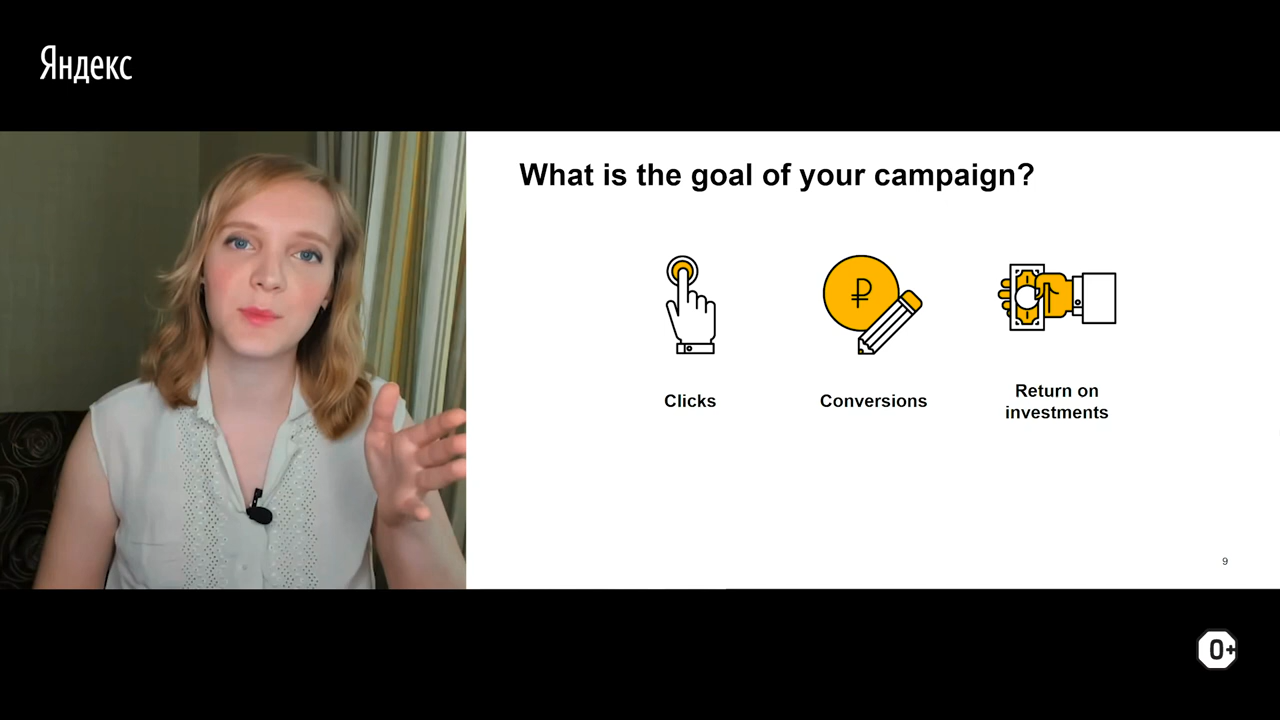 Яндекс
What is the goal of your campaign?
₽
Clicks
Conversions
Return on
investments
9
0+